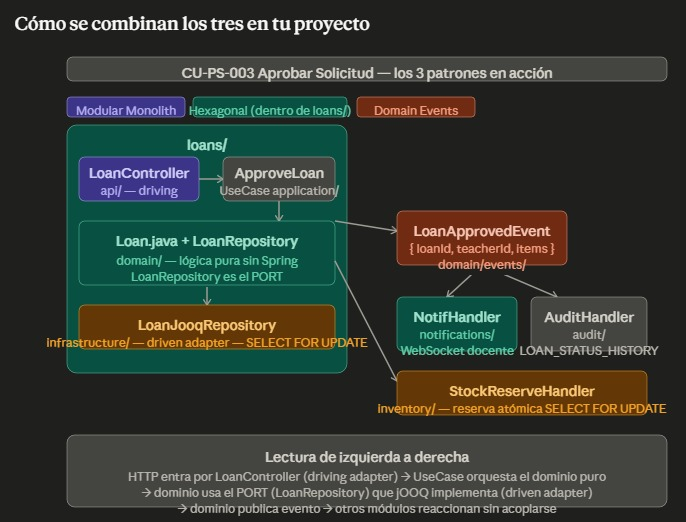 Cómo se combinan los tres en tu proyecto
CU-PS-003 Aprobar Solicitud — los 3 patrones en acción
Modular Monolith
Hexagonal (dentro de loans/)
Domain Events
loans/
LoanController
api/ — driving
ApproveLoan
UseCase application/
Loan.java + LoanRepository
domain/ — lógica pura sin Spring
LoanRepository es el PORT
LoanJooqRepository
infrastructure/ — driven adapter — SELECT FOR UPDATE
LoanApprovedEvent
{ loanId, teacherId, items }
domain/events/
NotifHandler
notifications/
WebSocket docente
AuditHandler
audit/
LOAN_STATUS_HISTORY
StockReserveHandler
inventory/ — reserva atómica SELECT FOR UPDATE
Lectura de izquierda a derecha
HTTP entra por LoanController (driving adapter) → UseCase orquesta el dominio puro
→ dominio usa el PORT (LoanRepository) que jOOQ implementa (driven adapter)
→ dominio publica evento → otros módulos reaccionan sin acoplarse